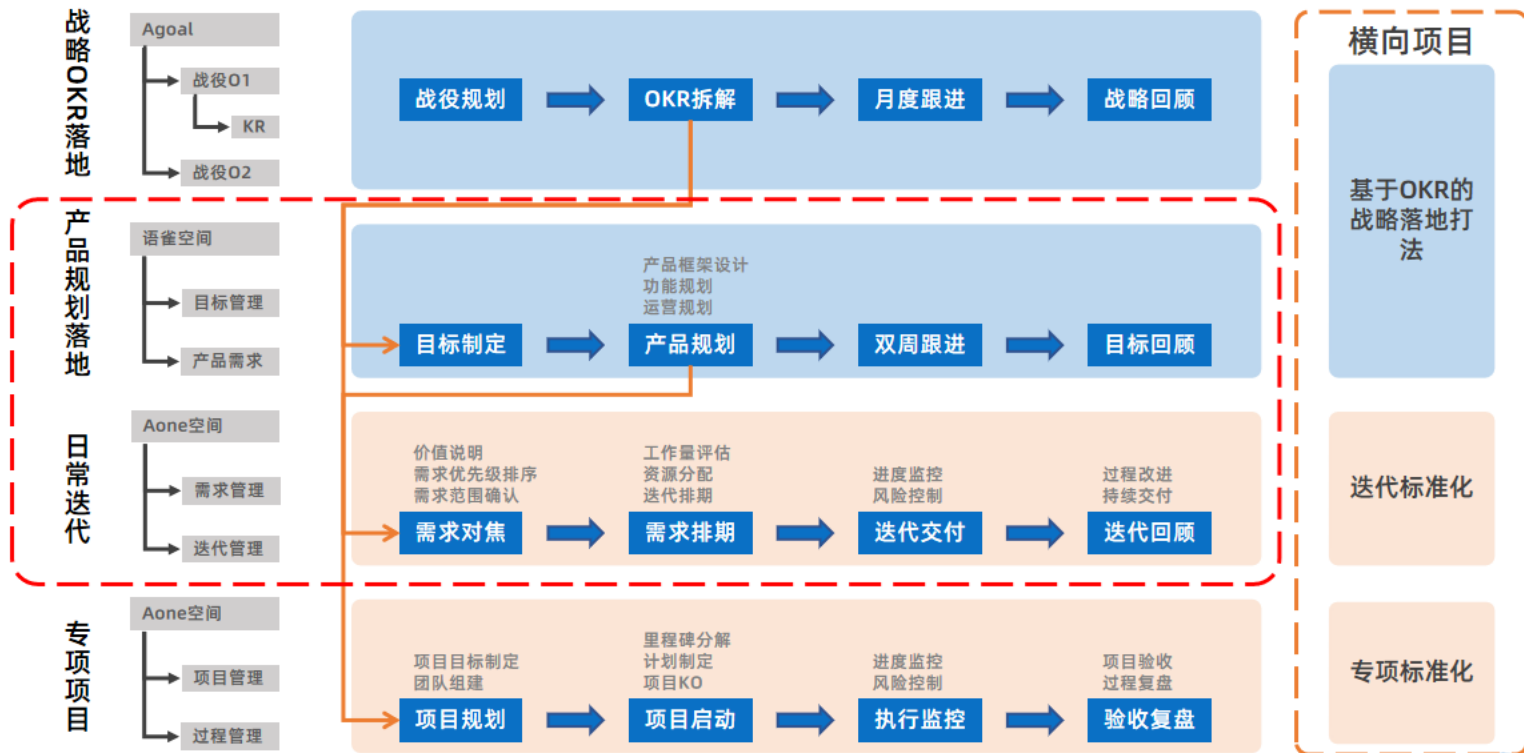 战略OKR落地
Agoal
战役O1
KR
战役O2
战役规划
OKR拆解
月度跟进
战略回顾
产品规划落地
语雀空间
目标管理
产品需求
产品框架设计
功能规划
运营规划
目标制定
产品规划
双周跟进
目标回顾
日常迭代
Aone空间
需求管理
迭代管理
价值说明
需求优先级排序
需求范围确认
工作量评估
资源分配
迭代排期
进度监控
风险控制
过程改进
持续交付
需求对焦
需求排期
迭代交付
迭代回顾
专项项目
Aone空间
项目管理
过程管理
项目目标制定
团队组建
里程碑分解
计划制定
项目KO
进度监控
风险控制
项目验收
过程复盘
项目规划
项目启动
执行监控
验收复盘
横向项目
基于OKR的
战略落地打
法
迭代标准化
专项标准化